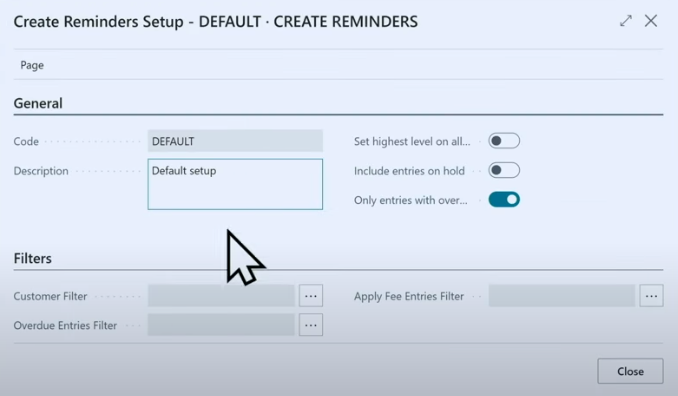 Create Reminders Setup - DEFAULT · CREATE REMINDERS
Page
General
Code DEFAULT
Set highest level on all...
Description Default setup
Include entries on hold
Only entries with over...
Filters
Customer Filter ...
Apply Fee Entries Filter ...
Overdue Entries Filter ...
Close